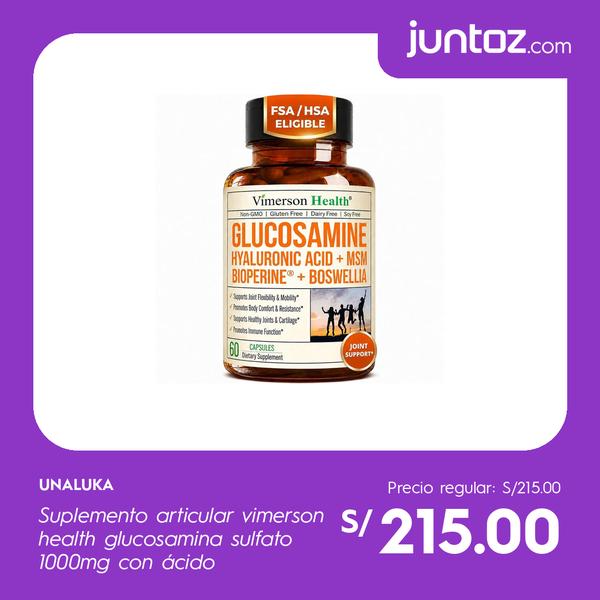 juntoz.com
FSA / HSA
ELIGIBLE
Vimerson Health®
Non-GMO | Gluten Free | Dairy Free | Soy Free
GLUCOSAMINE
HYALURONIC ACID + MSM
BIOPERINE® + BOSWELLIA
✓ Supports Joint Flexibility & Mobility*
✓ Promotes Body Comfort & Resistance*
✓ Supports Healthy Joints & Cartilage*
✓ Promotes Immune Function*
60 CAPSULES
Dietary Supplement
JOINT
SUPPORT*
UNALUKA
Suplemento articular vimerson
health glucosamina sulfato
1000mg con ácido
Precio regular: S/215.00
S/ 215.00